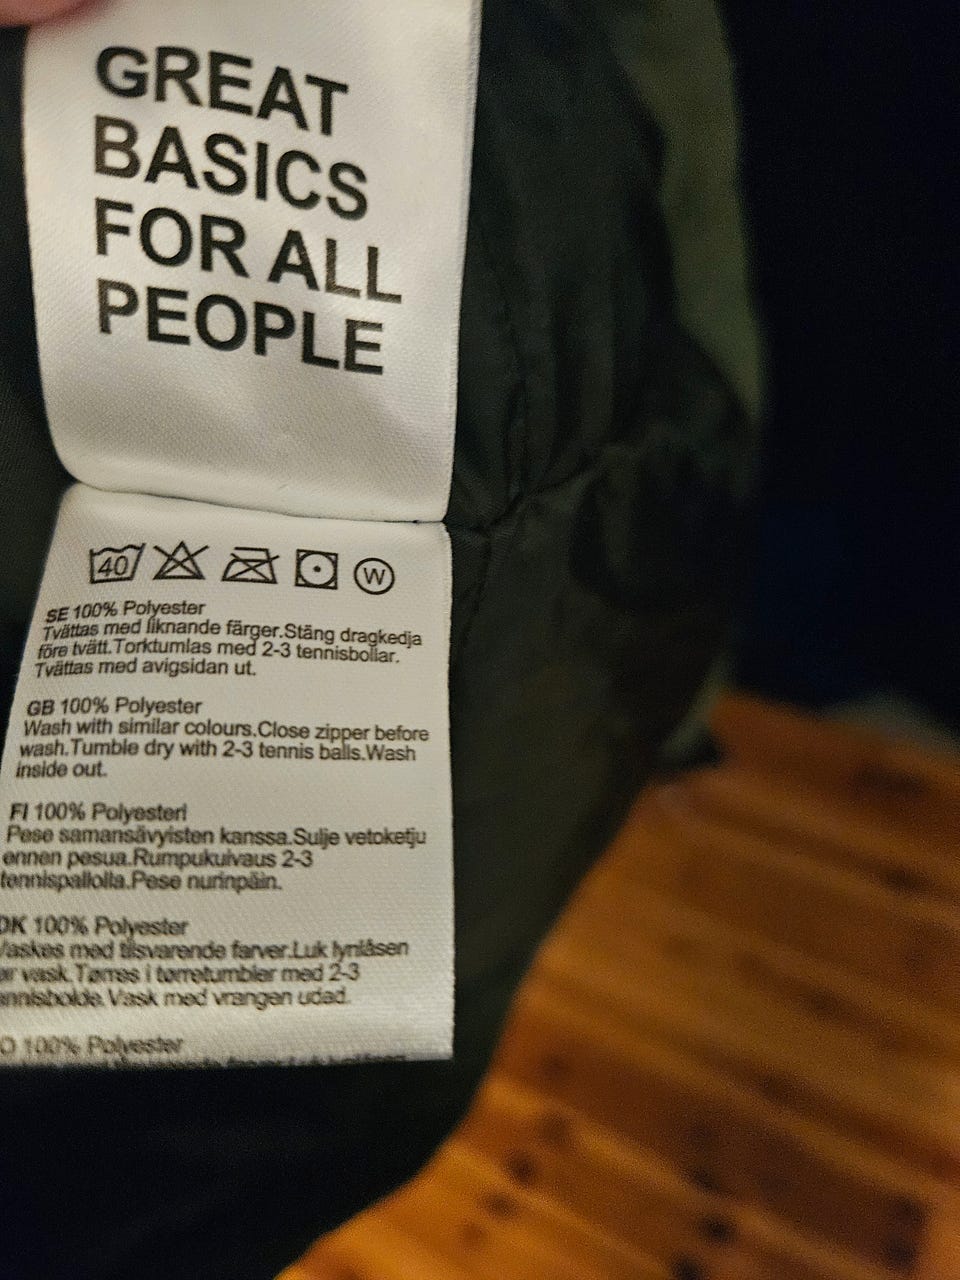 GREAT
BASICS
FOR ALL
PEOPLE
40 W
SE 100% Polyester
Tvättas med liknande färger.Stäng dragkedja
före tvätt.Torktumlas med 2-3 tennisbollar.
Tvättas med avigsidan ut.
GB 100% Polyester
Wash with similar colours.Close zipper before
wash.Tumble dry with 2-3 tennis balls.Wash
inside out.
FI 100% Polyesteri
Pese samansävyisten kanssa.Sulje vetoketju
ennen pesua.Rumpukuivaus 2-3
tennispallolla.Pese nurinpäin.
DK 100% Polyester
Vaskes med tilsvarende farver.Luk lynlåsen
før vask.Tørres i tørretumbler med 2-3
Vask med vrangen udad.
100% Polyester